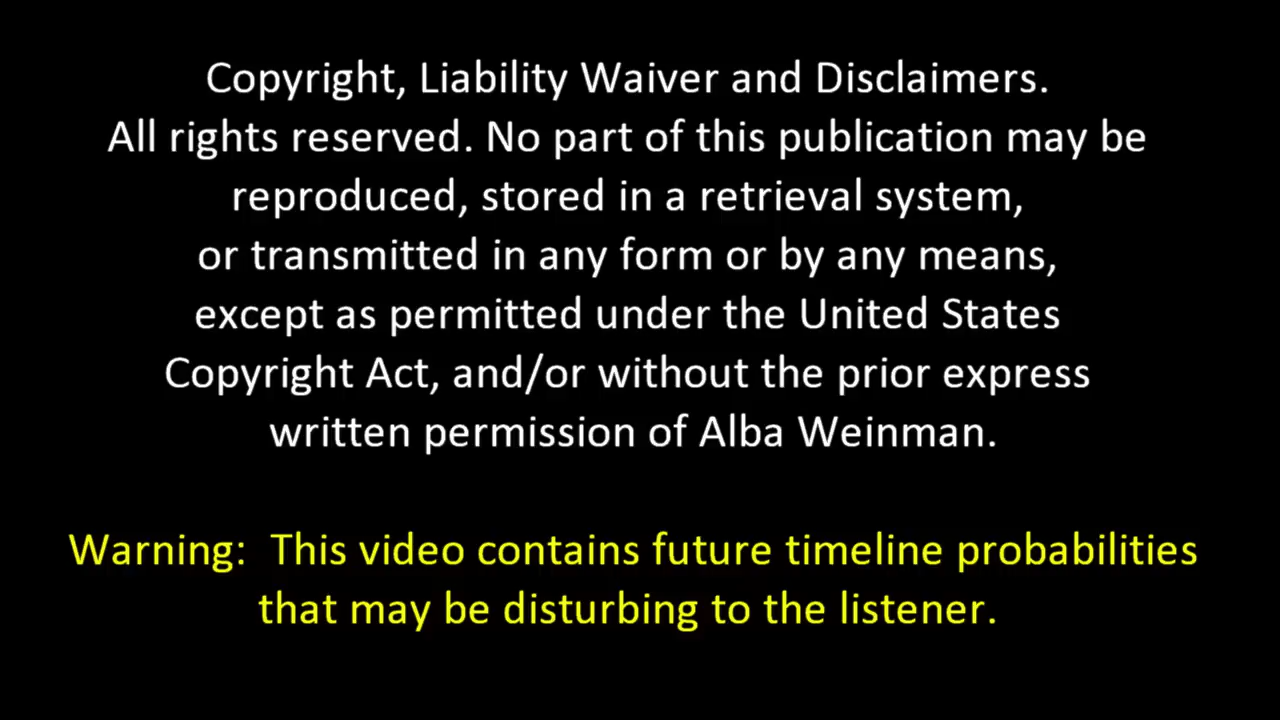 Copyright, Liability Waiver and Disclaimers.
All rights reserved. No part of this publication may be
reproduced, stored in a retrieval system,
or transmitted in any form or by any means,
except as permitted under the United States
Copyright Act, and/or without the prior express
written permission of Alba Weinman.
Warning:  This video contains future timeline probabilities
that may be disturbing to the listener.